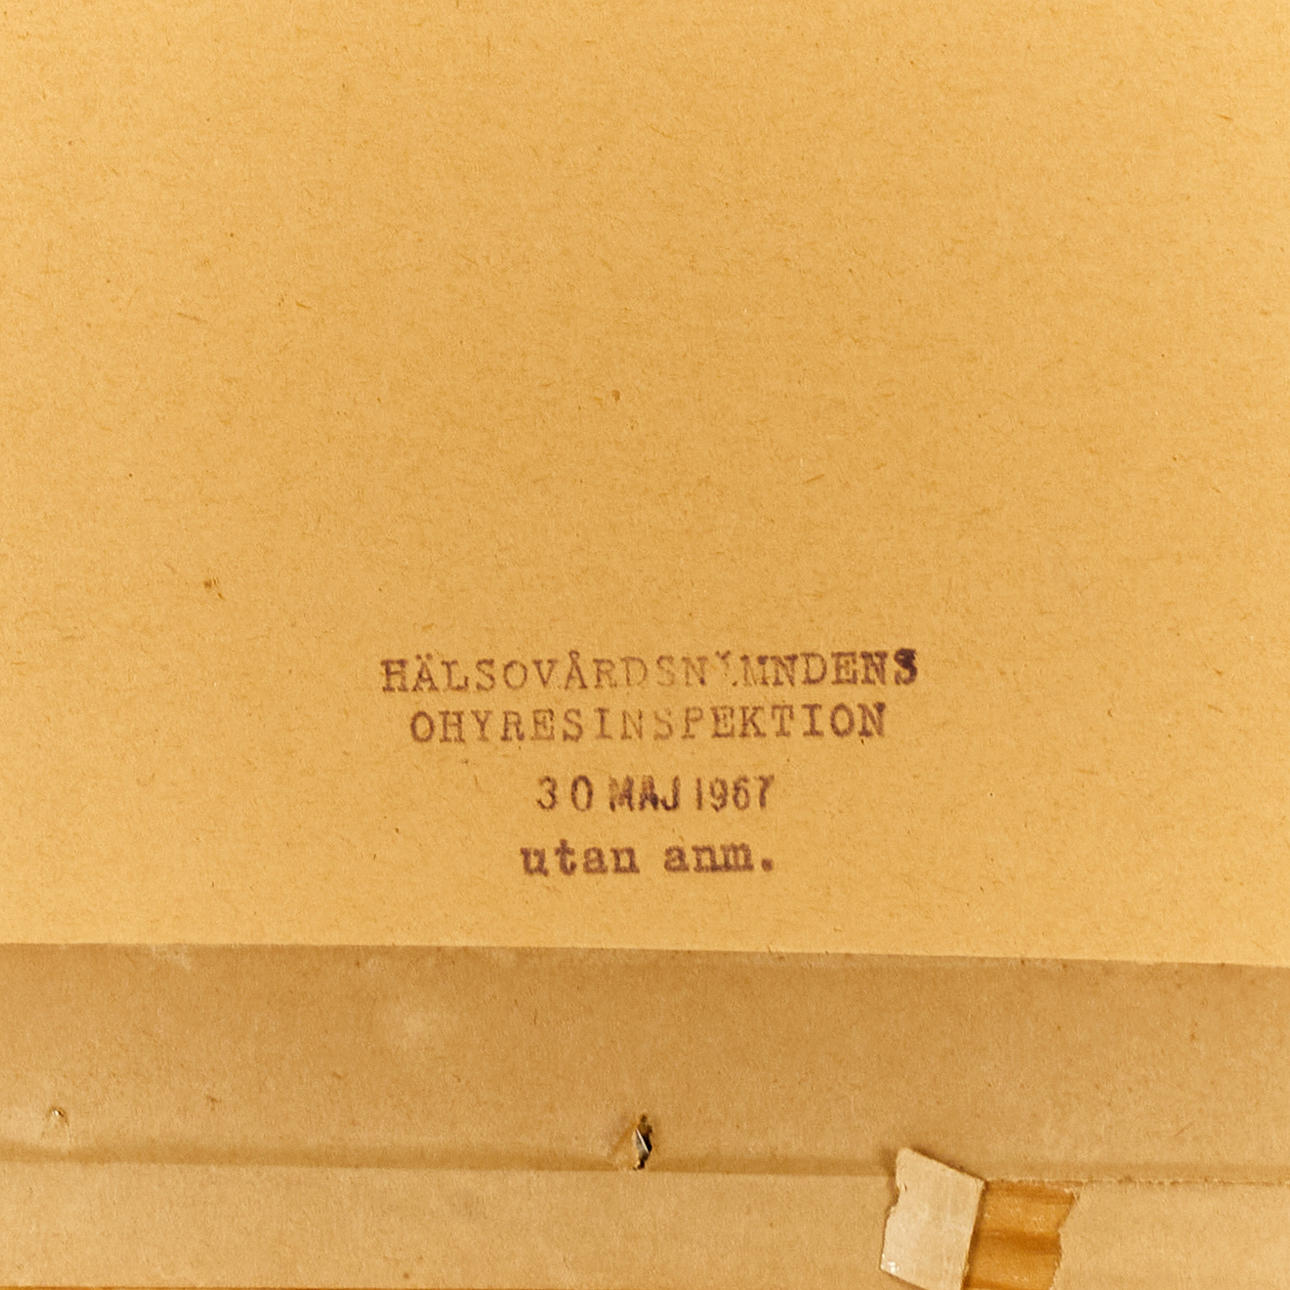 HÄLSOVÅRDSNÄMNDENS
OHYRESINSPEKTION
30 MAJ 1967
utan anm.